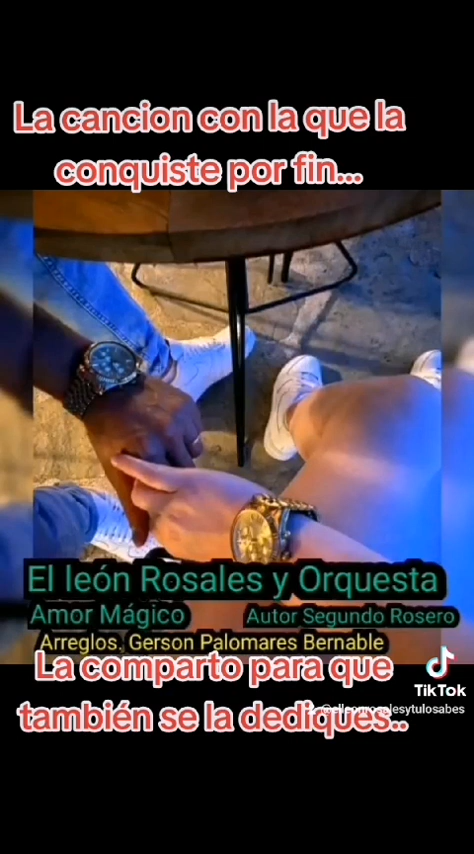 La cancion con la que la
conquiste por fin...
El león Rosales y Orquesta
Amor Mágico
Autor Segundo Rosero
Arreglos. Gerson Palomares Bernable
La comparto para que
también se la dediques..
TikTok
@elleonrosalesytulosabes